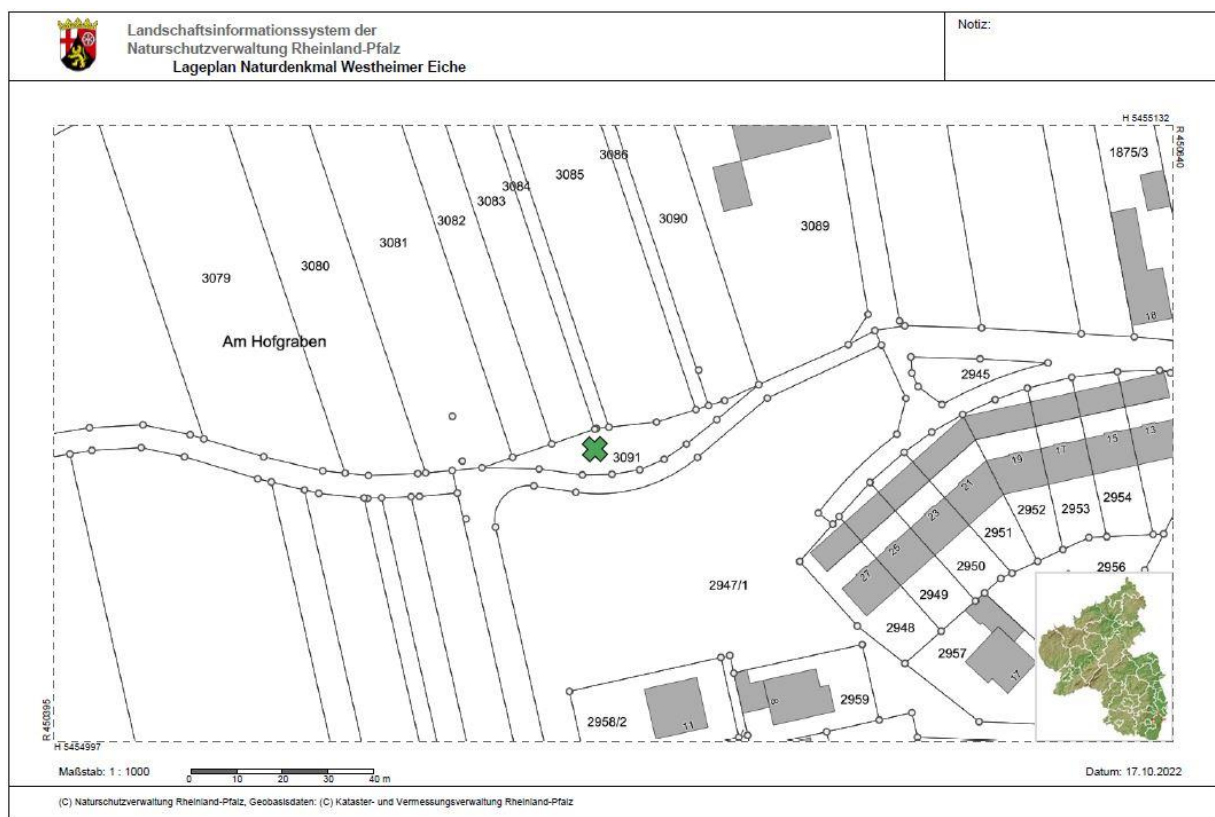 Landschaftsinformationssystem der
Naturschutzverwaltung Rheinland-Pfalz
Lageplan Naturdenkmal Westheimer Eiche
Notiz:
H 5455132
R 450640
1875/3
3086
3085
3084
3083
3082
3081
3080
3079
3090
3089
Am Hofgraben
18
2945
3091
13
15
17
19
21
23
25
27
2954
2953
2952
2951
2950
2949
2948
2947/1
2956
2957
17
2958/2
11
8
2959
R 450395
H 5454997
Maßstab: 1 : 1000
0 10 20 30 40 m
Datum: 17.10.2022
(C) Naturschutzverwaltung Rheinland-Pfalz, Geobasisdaten: (C) Kataster- und Vermessungsverwaltung Rheinland-Pfalz